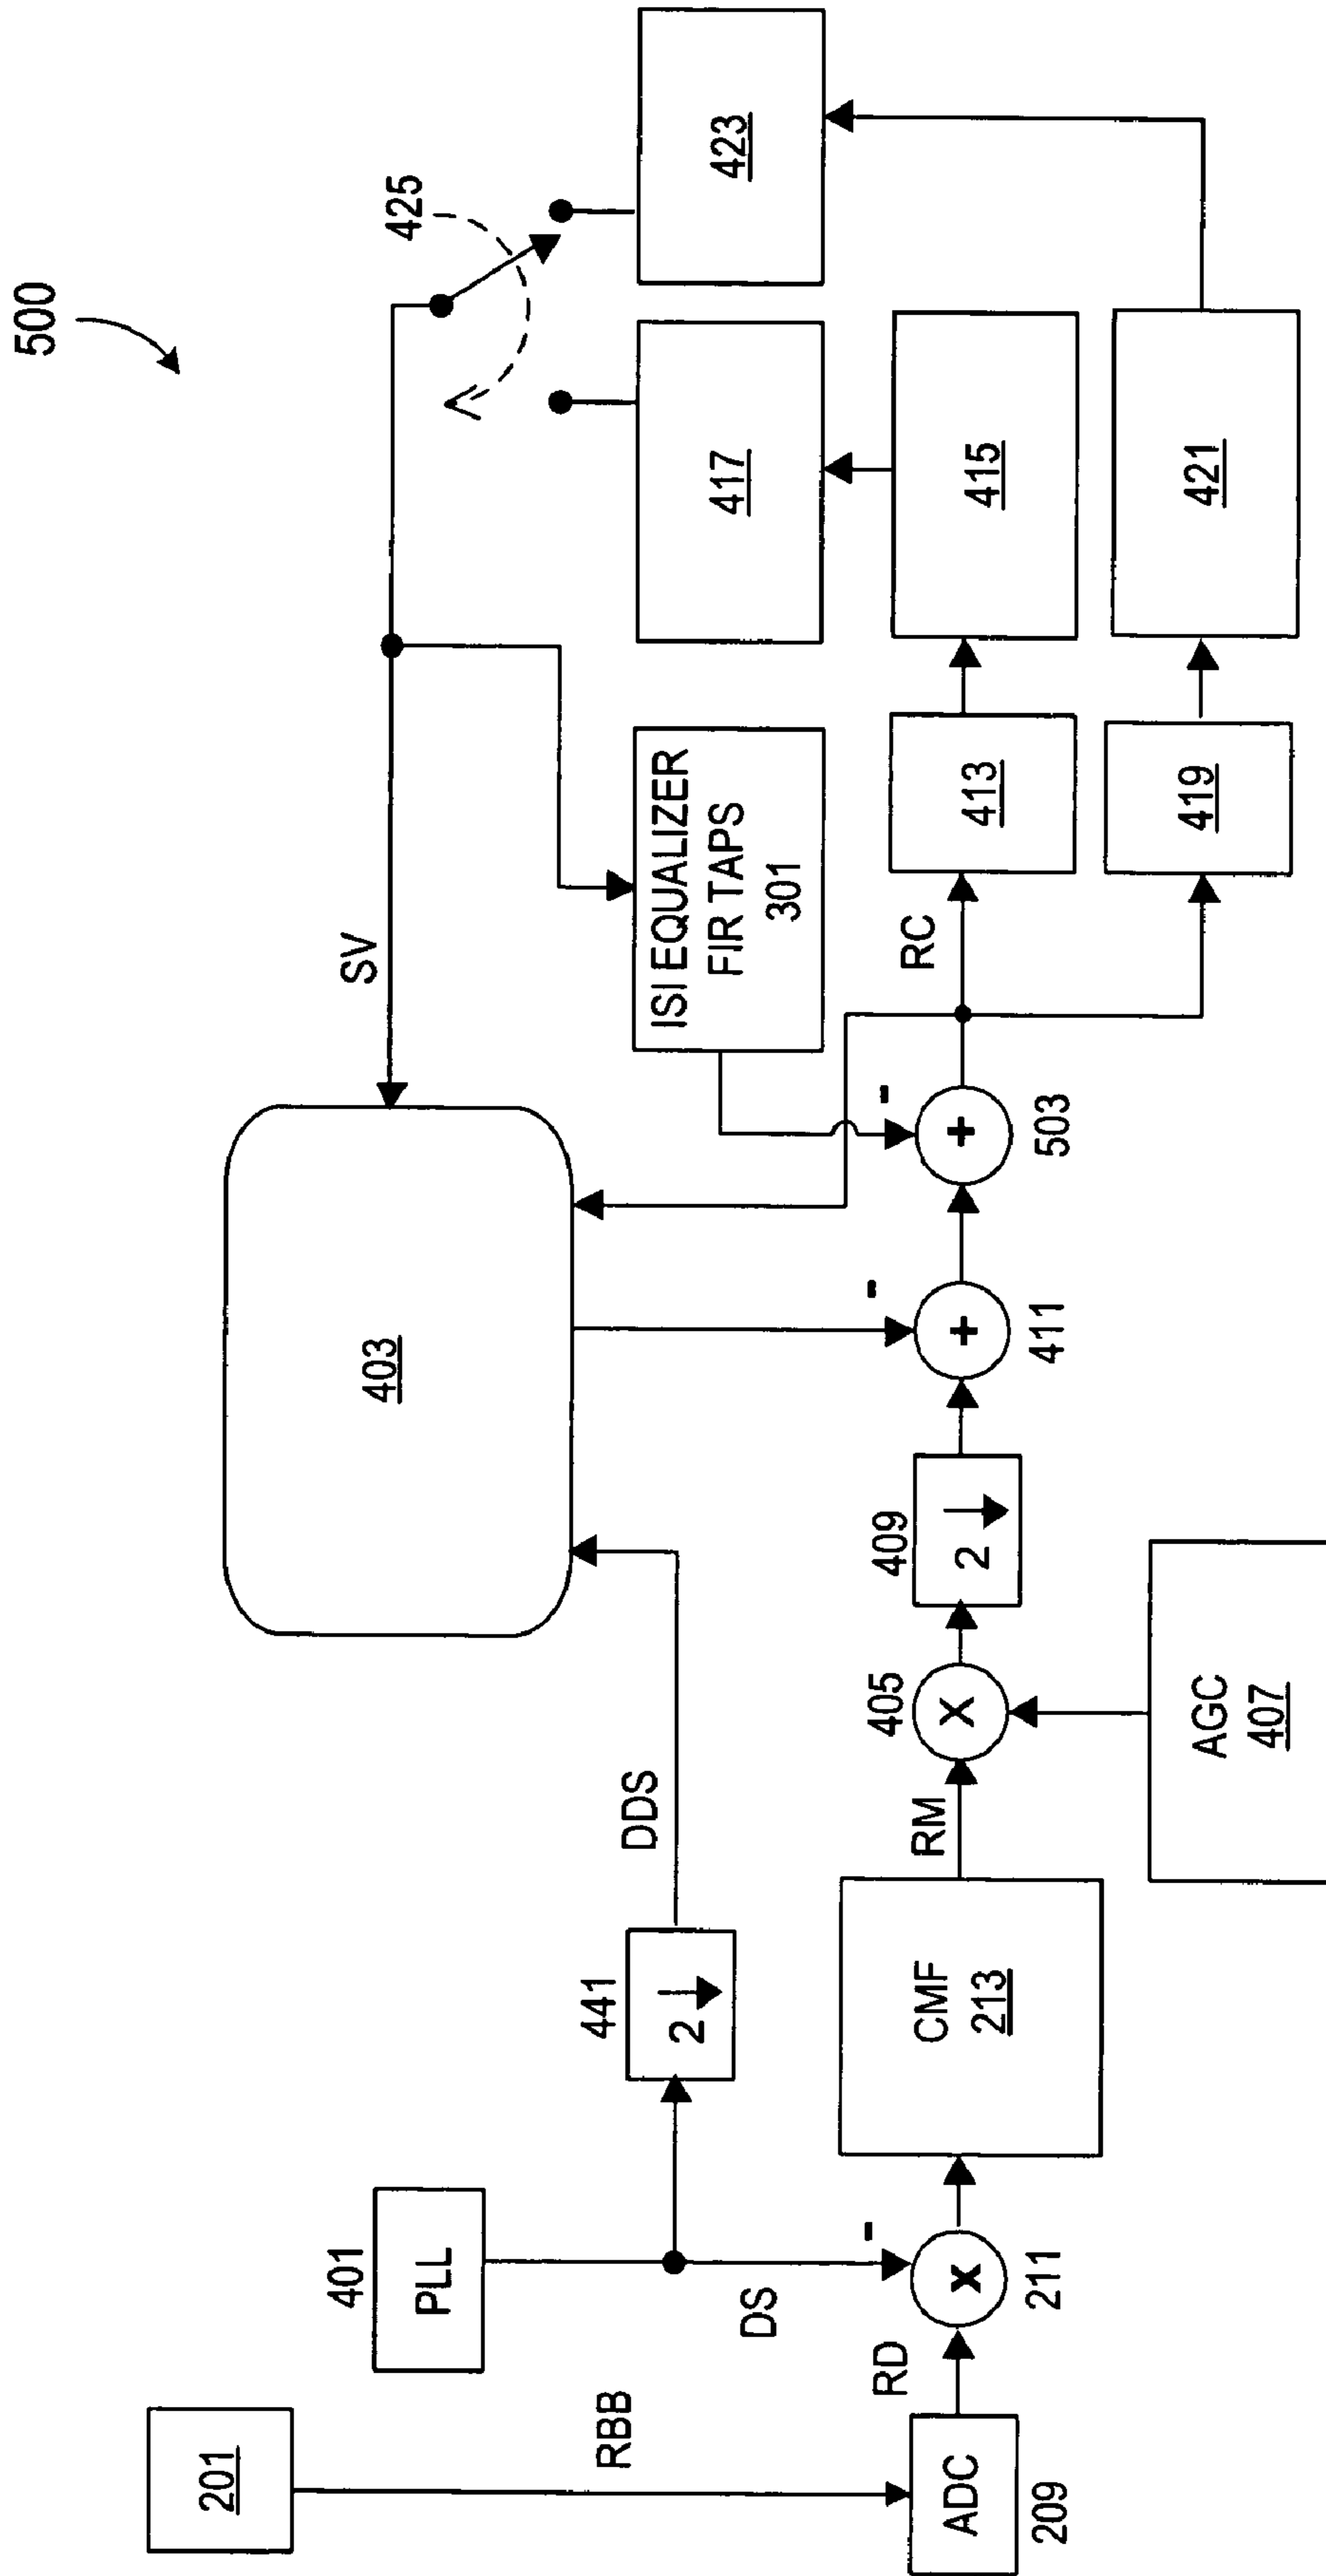 500
425
SV
423
417
415
421
ISI EQUALIZER
FIR TAPS
301
413
419
RC
403
-
+
503
-
+
411
409
2
405
X
RM
AGC
407
DDS
441
2
CMF
213
401
PLL
DS
-
x
211
RD
201
RBB
ADC
209